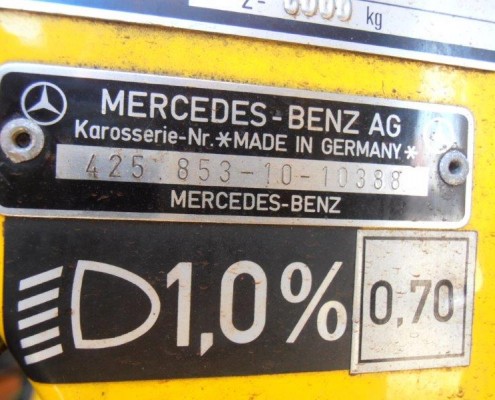 2- kg
MERCEDES-BENZ AG
Karosserie-Nr.*MADE IN GERMANY*
425.853-10-10388
MERCEDES-BENZ
1,0% 0,70